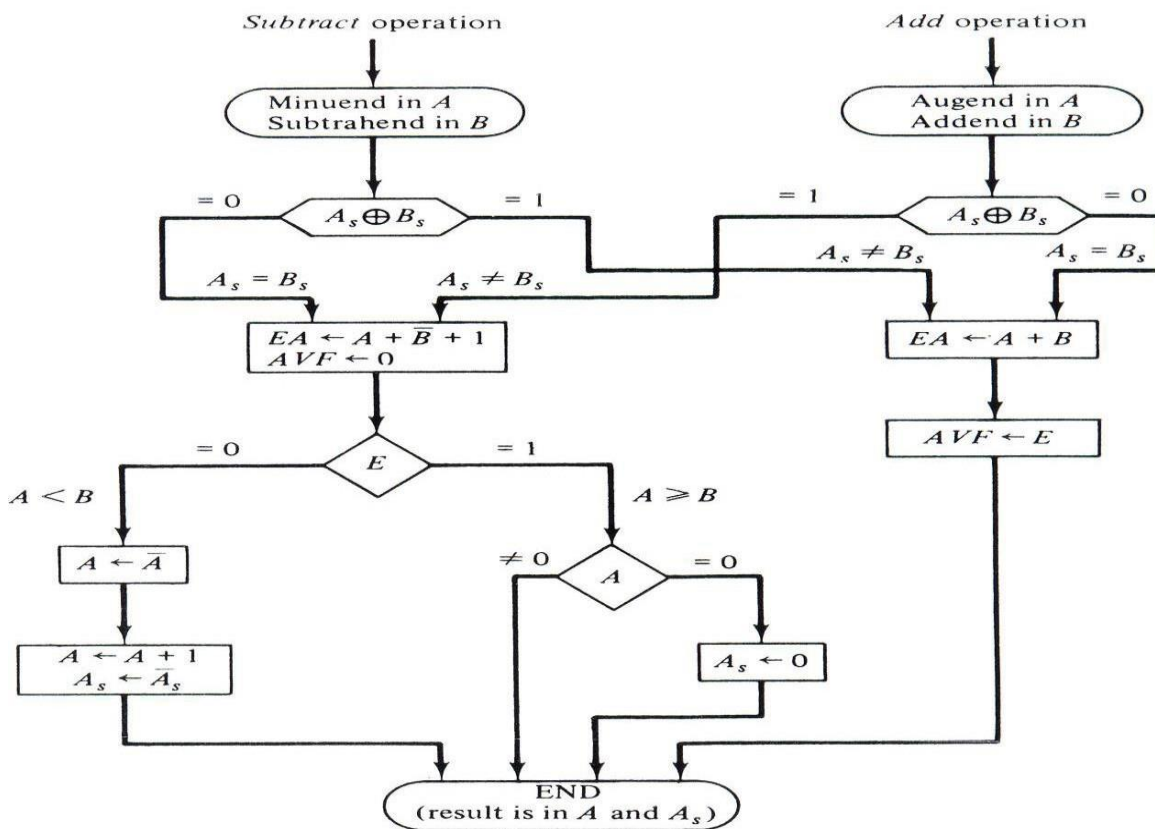 Subtract operation
Add operation
Minuend in A
Subtrahend in B
Augend in A
Addend in B
= 0
A_s ⊕ B_s
= 1
= 1
A_s ⊕ B_s
= 0
A_s = B_s
A_s ≠ B_s
A_s ≠ B_s
A_s = B_s
EA ← A + B̅ + 1
AVF ← 0
EA ← A + B
AVF ← E
= 0
E
= 1
A < B
A ≥ B
A ← A̅
≠ 0
A
= 0
A ← A + 1
A_s ← A̅_s
A_s ← 0
END
(result is in A and A_s)